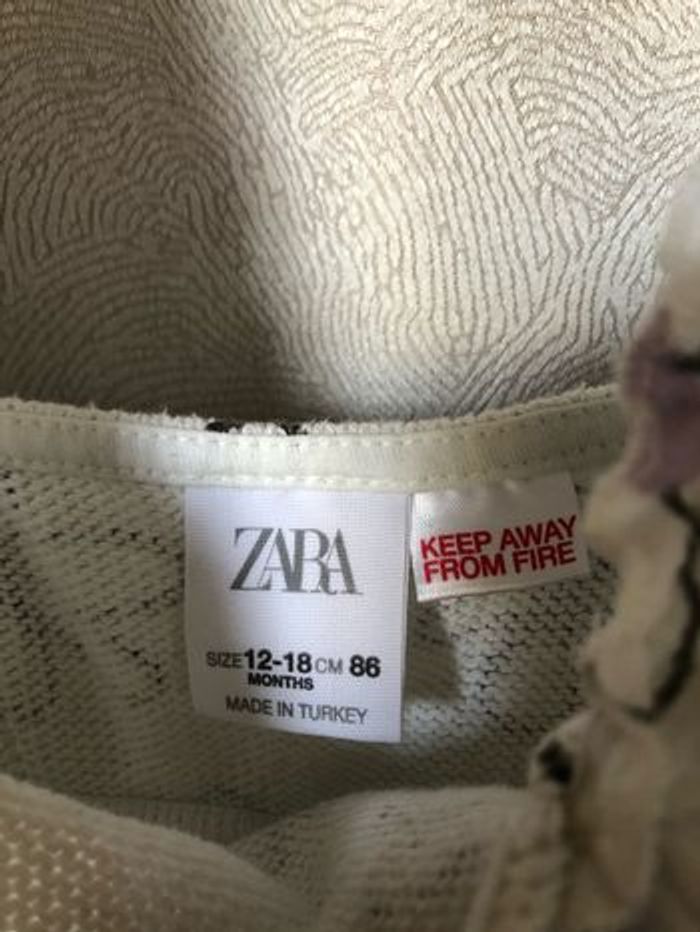 ZARA
SIZE 12-18 CM 86
MONTHS
MADE IN TURKEY
KEEP AWAY
FROM FIRE